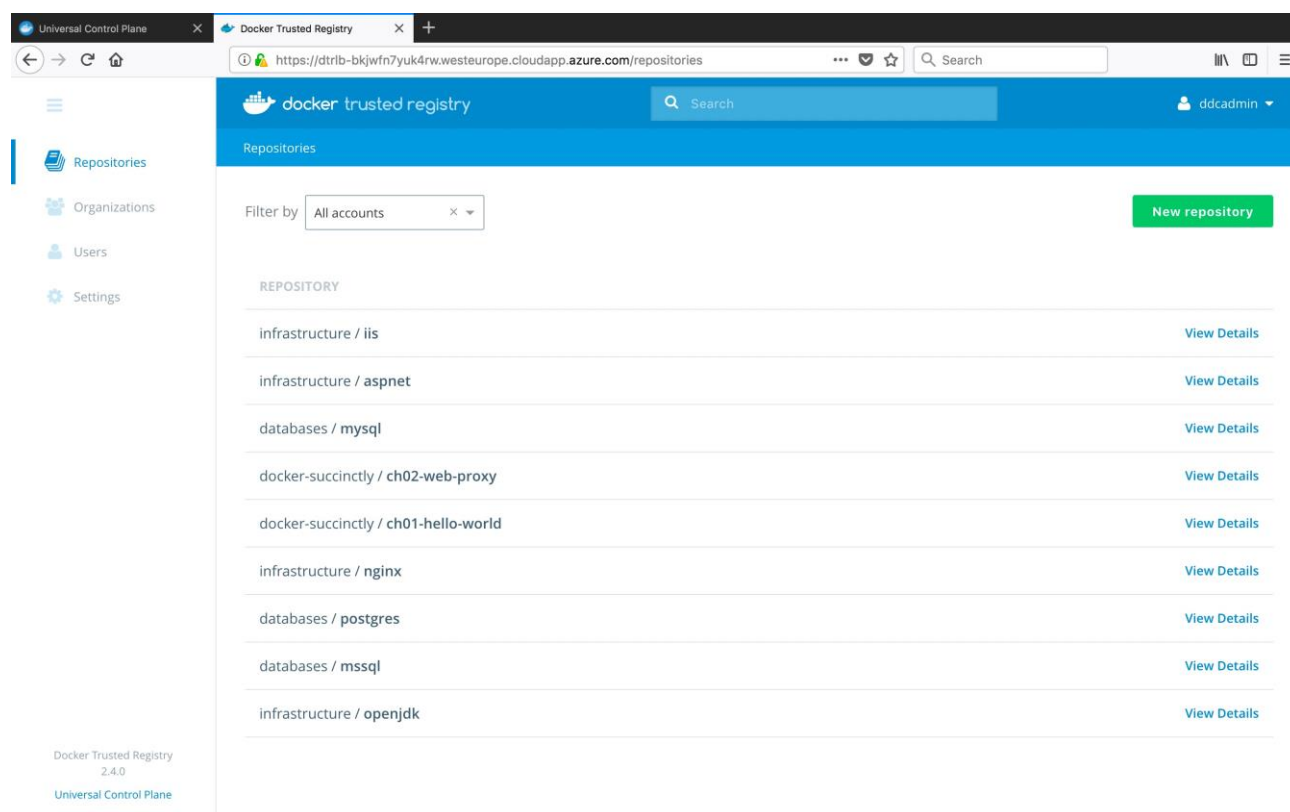 Universal Control Plane
Docker Trusted Registry
https://dtrlb-bkjwfn7yuk4rw.westeurope.cloudapp.azure.com/repositories
Search
docker trusted registry
Search
ddcadmin
Repositories
Organizations
Users
Settings
Docker Trusted Registry
2.4.0
Universal Control Plane
Repositories
Filter by All accounts
New repository
REPOSITORY
infrastructure / iis View Details
infrastructure / aspnet View Details
databases / mysql View Details
docker-succinctly / ch02-web-proxy View Details
docker-succinctly / ch01-hello-world View Details
infrastructure / nginx View Details
databases / postgres View Details
databases / mssql View Details
infrastructure / openjdk View Details